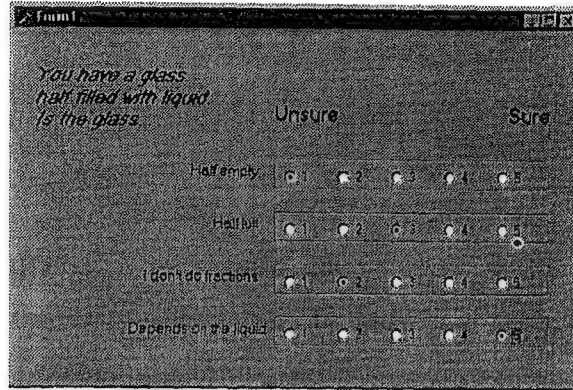 Form1
You have a glass
half filled with liquid.
Is the glass
Unsure Sure
Half empty 1 2 3 4 5
Half full 1 2 3 4 5
I don't do fractions 1 2 3 4 5
Depends on the liquid 1 2 3 4 5